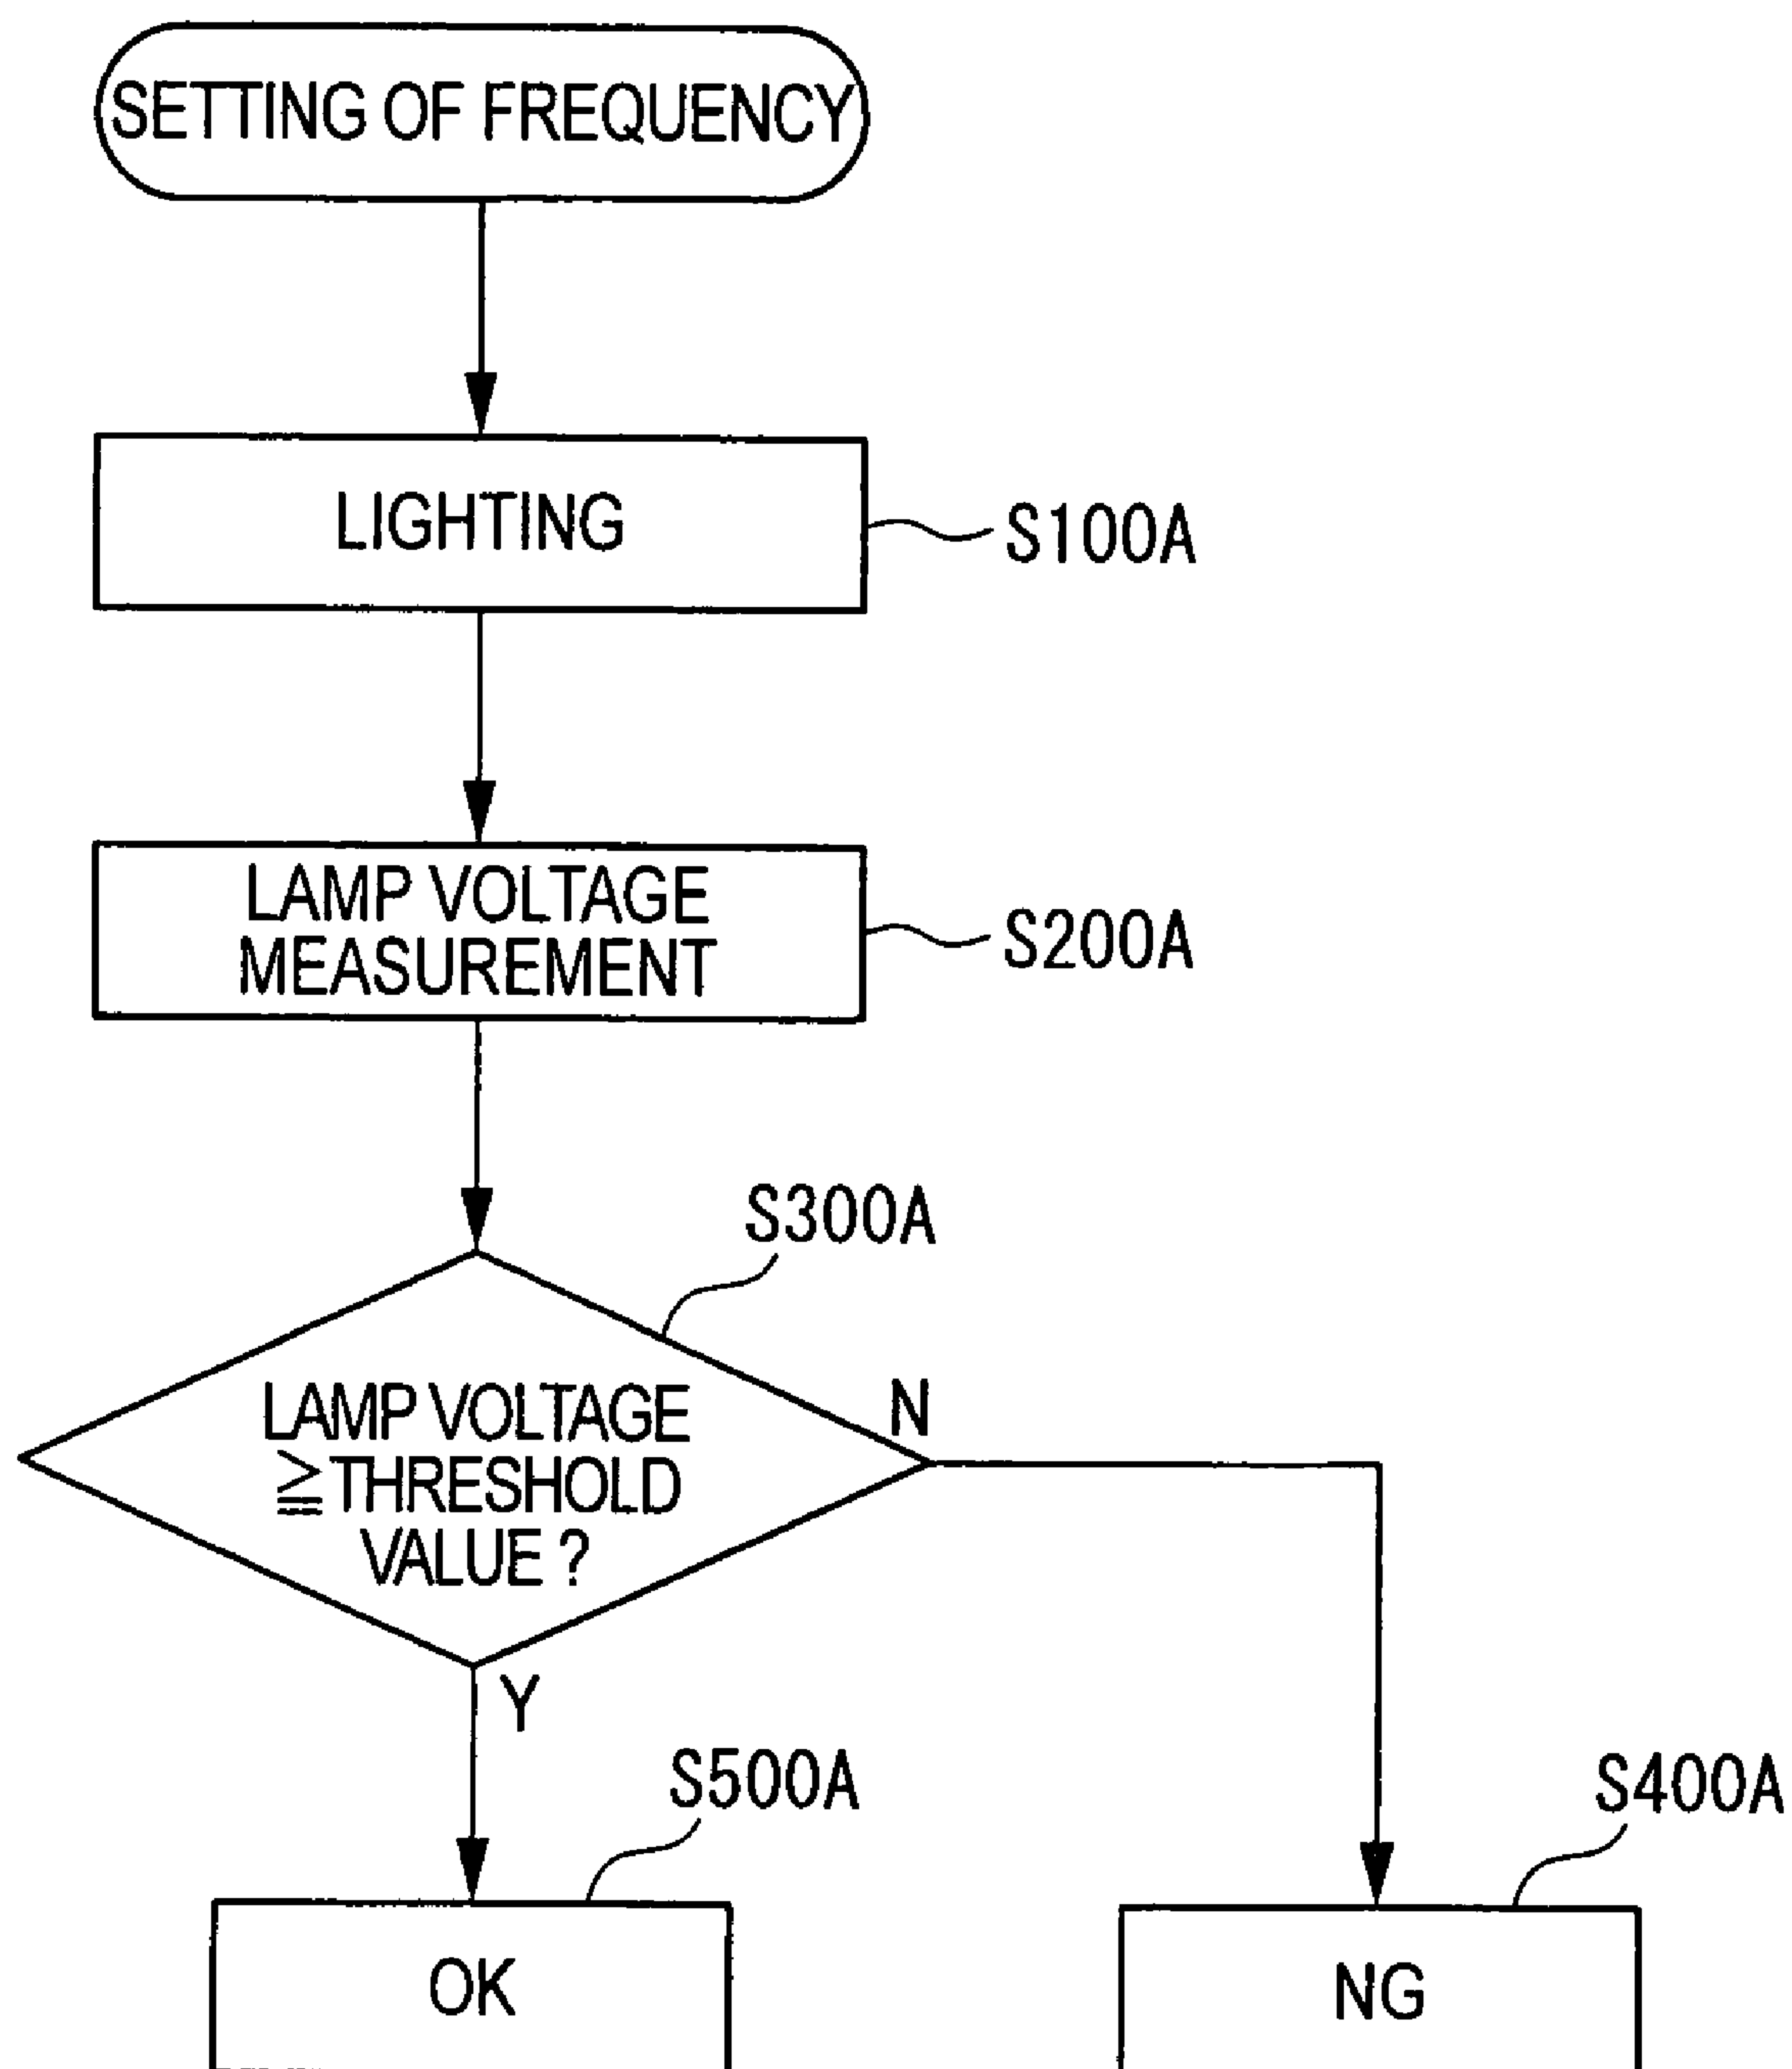 SETTING OF FREQUENCY
LIGHTING
S100A
LAMP VOLTAGE
MEASUREMENT
S200A
S300A
LAMP VOLTAGE
≧THRESHOLD
VALUE ?
N
Y
S500A
S400A
OK
NG